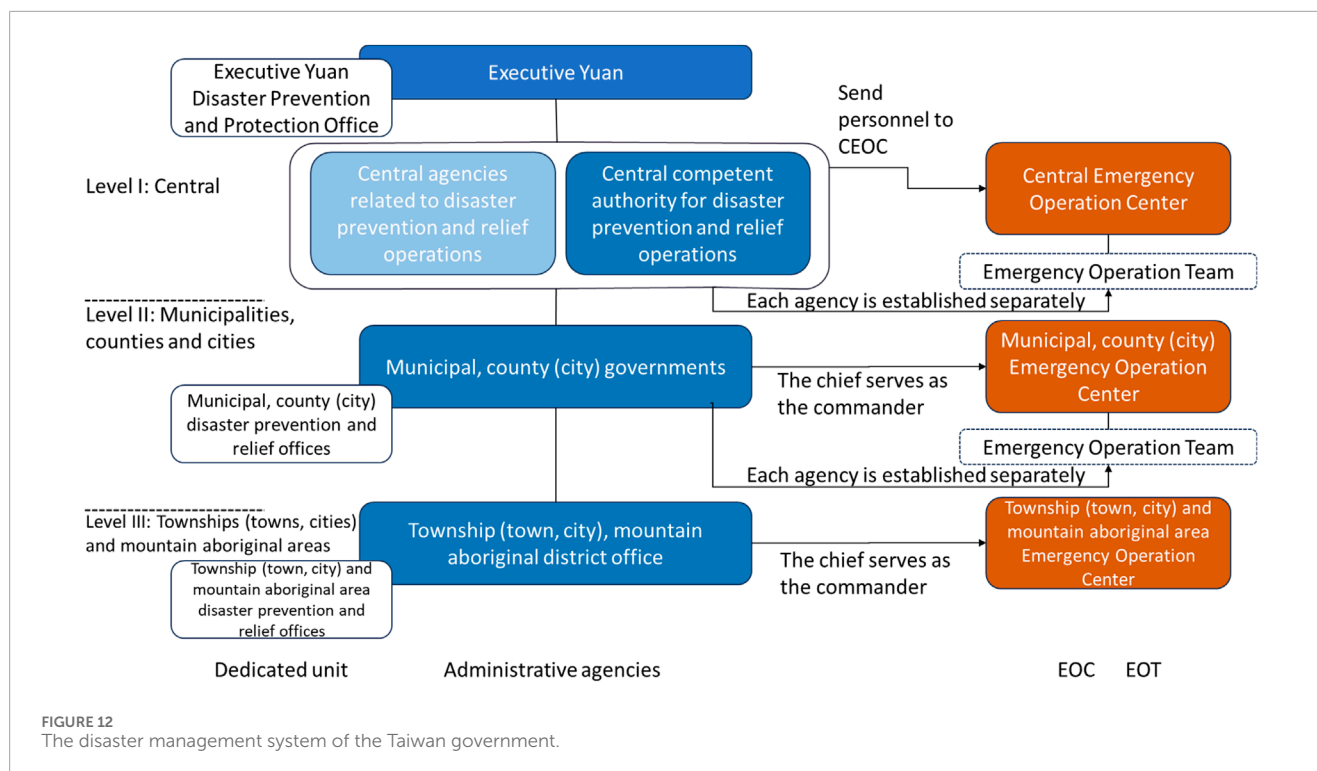 Executive Yuan
Disaster Prevention
and Protection Office
Executive Yuan
Send
personnel to
CEOC
Level I: Central
Central agencies
related to disaster
prevention and relief
operations
Central competent
authority for disaster
prevention and relief
operations
Central Emergency
Operation Center
Emergency Operation Team
Each agency is established separately
Level II: Municipalities,
counties and cities
Municipal, county (city) governments
The chief serves as
the commander
Municipal, county (city)
Emergency Operation
Center
Municipal, county (city)
disaster prevention and
relief offices
Emergency Operation Team
Each agency is established separately
Level III: Townships (towns, cities)
and mountain aboriginal areas
Township (town, city), mountain
aboriginal district office
The chief serves as
the commander
Township (town, city) and
mountain aboriginal area
Emergency Operation
Center
Township (town, city) and
mountain aboriginal area
disaster prevention and
relief offices
Dedicated unit
Administrative agencies
EOC
EOT
FIGURE 12
The disaster management system of the Taiwan government.